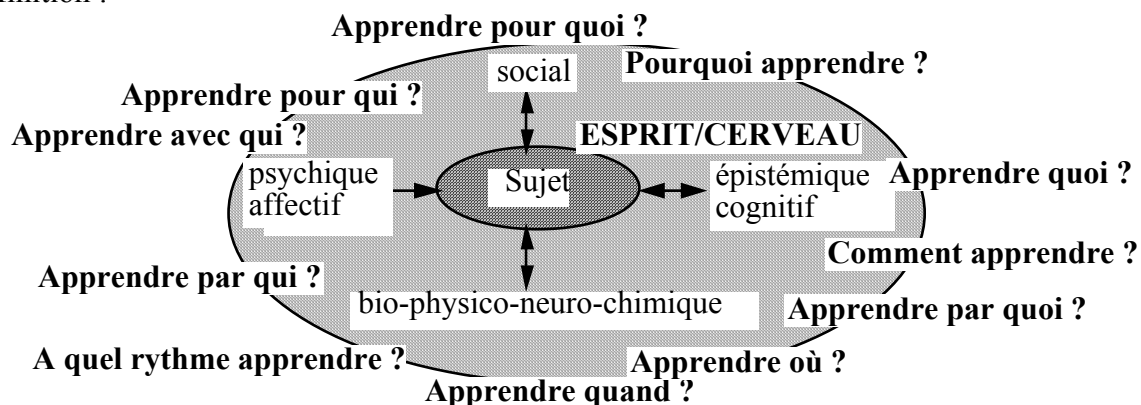 Apprendre pour quoi ?
social
Pourquoi apprendre ?
Apprendre pour qui ?
Apprendre avec qui ?
ESPRIT/CERVEAU
psychique
affectif
Sujet
épistémique
cognitif
Apprendre quoi ?
Comment apprendre ?
Apprendre par qui ?
bio-physico-neuro-chimique
Apprendre par quoi ?
A quel rythme apprendre ?
Apprendre où ?
Apprendre quand ?